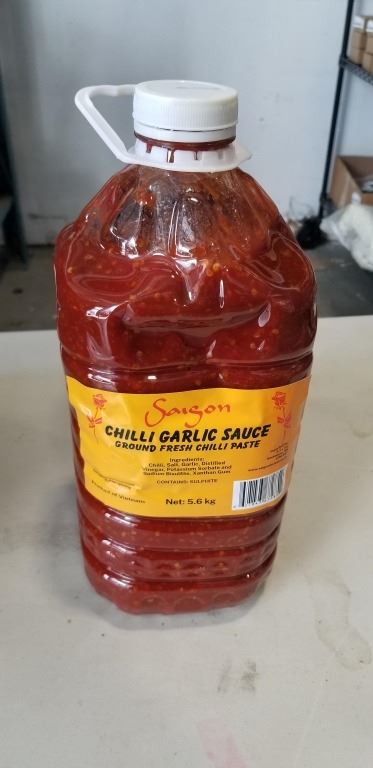 Saigon
CHILLI GARLIC SAUCE
GROUND FRESH CHILLI PASTE
Ingredients:
Chilli, Salt, Garlic, Distilled
Vinegar, Potassium Sorbate and
Sodium Bisulfite, Xanthan Gum
CONTAINS: SULPHITE
Product of Vietnam
Net: 5.6 kg